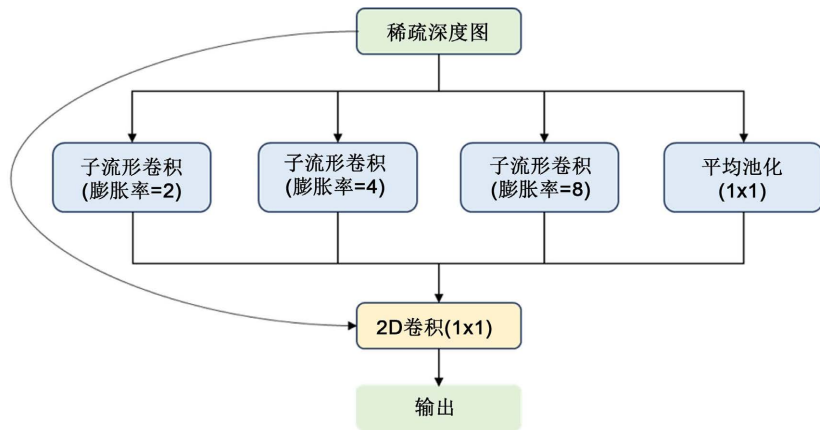 稀疏深度图
子流形卷积
(膨胀率=2)
子流形卷积
(膨胀率=4)
子流形卷积
(膨胀率=8)
平均池化
(1x1)
2D卷积(1x1)
输出